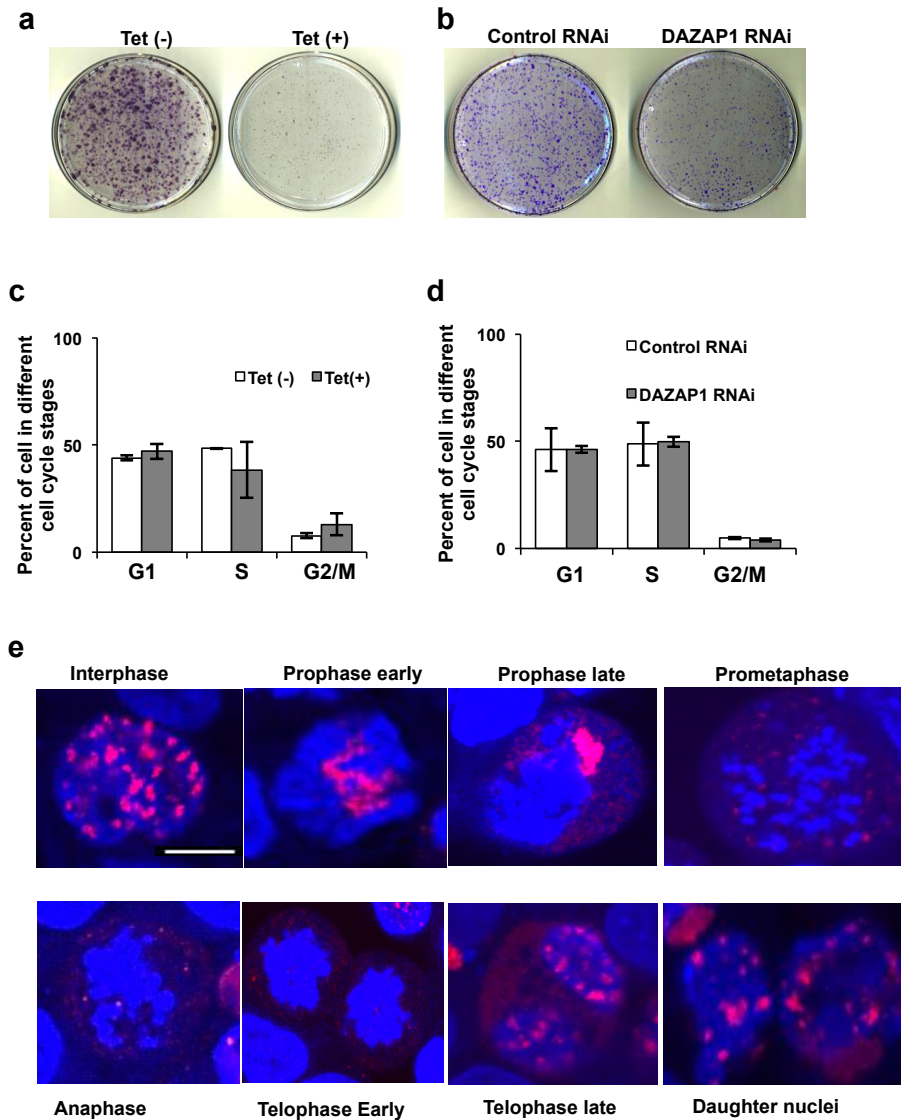 a
Tet (-) Tet (+)
b
Control RNAi DAZAP1 RNAi
c
Percent of cell in different
cell cycle stages
100
50
0
Tet (-) Tet(+)
G1 S G2/M
d
Percent of cell in different
cell cycle stages
100
50
0
Control RNAi
DAZAP1 RNAi
G1 S G2/M
e
Interphase Prophase early Prophase late Prometaphase
Anaphase Telophase Early Telophase late Daughter nuclei